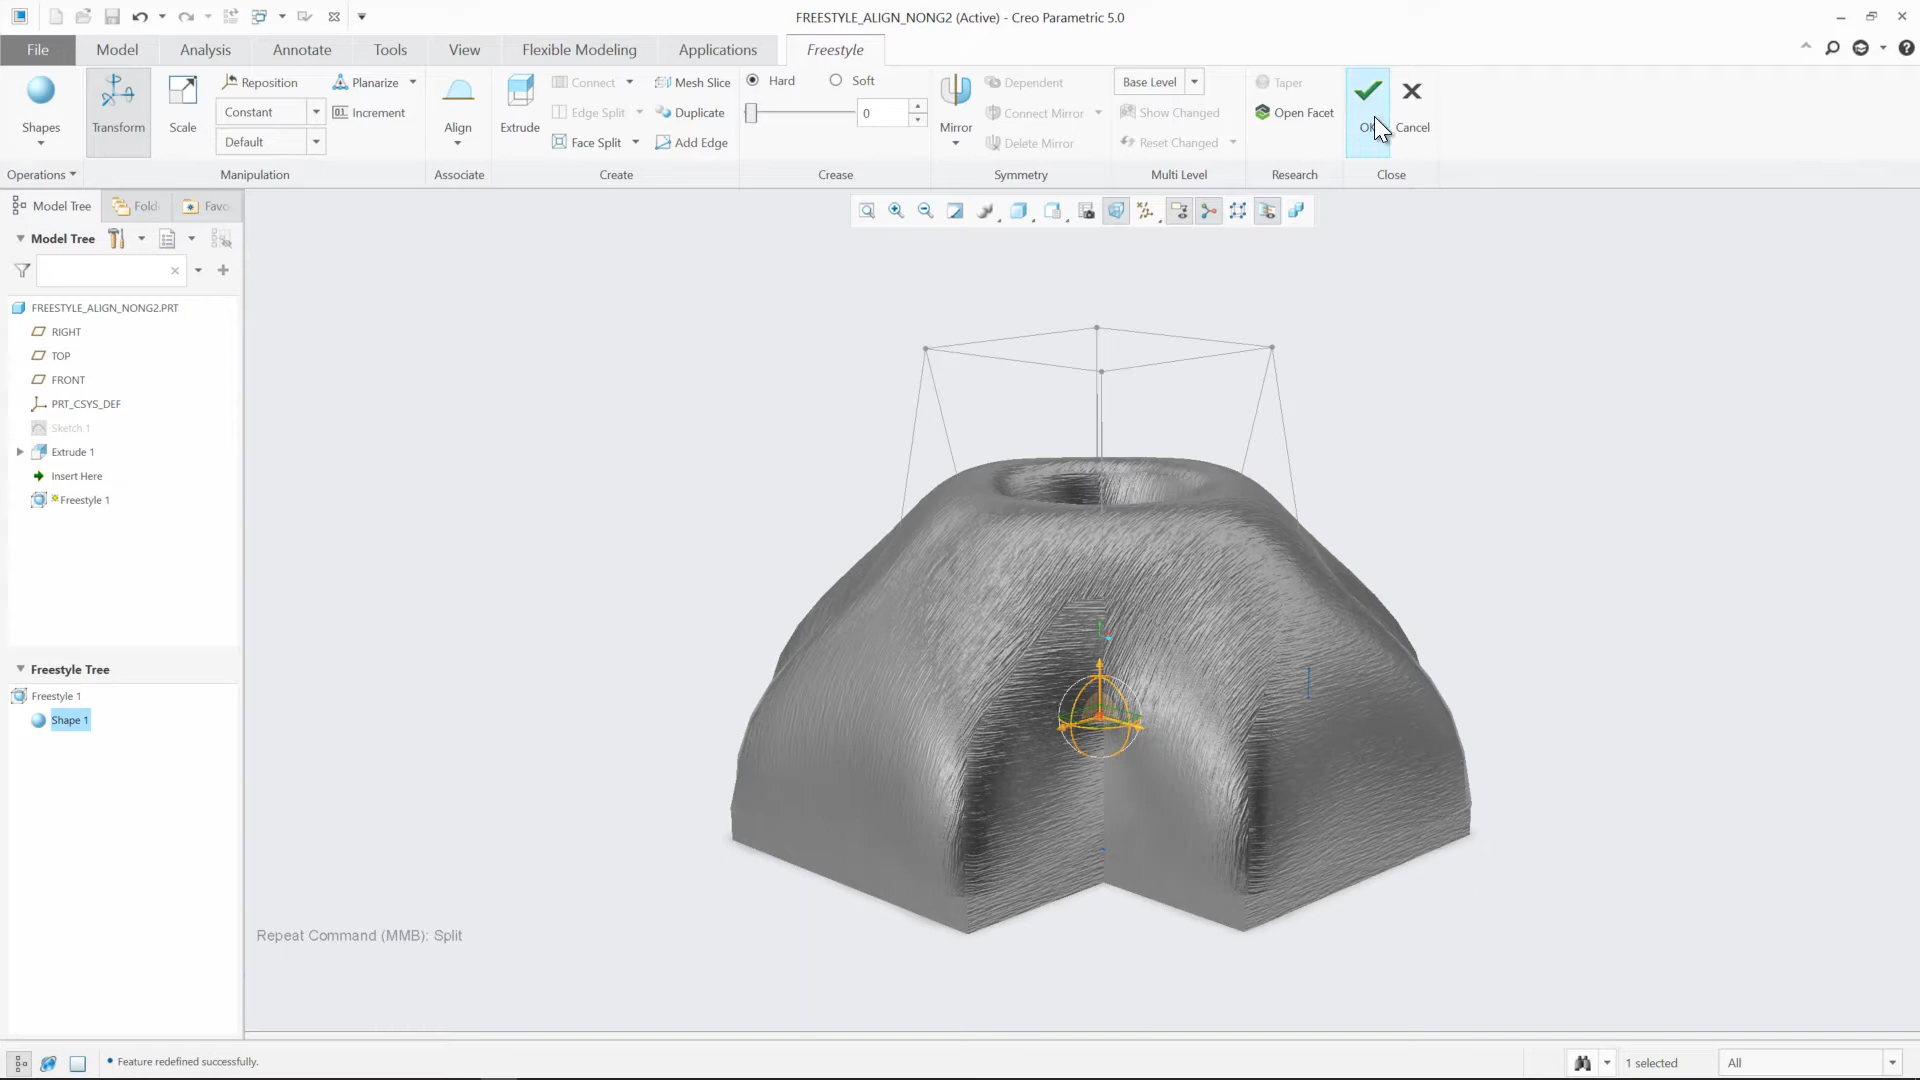 FREESTYLE_ALIGN_NONG2 (Active) - Creo Parametric 5.0
File Model Analysis Annotate Tools View Flexible Modeling Applications Freestyle
Shapes
Transform
Scale
Reposition
Constant
Default
Planarize
Increment
Align
Extrude
Connect
Edge Split
Face Split
Mesh Slice
Duplicate
Add Edge
Hard
Soft
0
Mirror
Dependent
Connect Mirror
Delete Mirror
Base Level
Show Changed
Reset Changed
Taper
Open Facet
OK
Cancel
Operations Manipulation Associate Create Crease Symmetry Multi Level Research Close
Model Tree Fold Favo
Model Tree
FREESTYLE_ALIGN_NONG2.PRT
RIGHT
TOP
FRONT
PRT_CSYS_DEF
Sketch 1
Extrude 1
Insert Here
Freestyle 1
Freestyle Tree
Freestyle 1
Shape 1
Repeat Command (MMB): Split
Feature redefined successfully.
1 selected
All